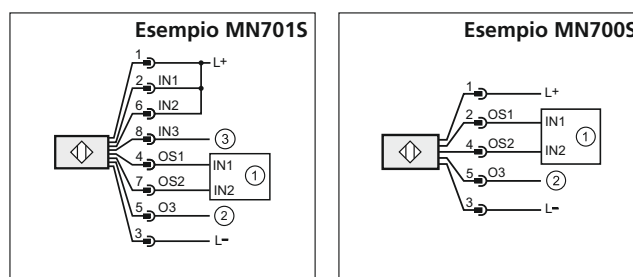 Esempio MN701S
1 L+
2 IN1
6 IN2
8 IN3 3
4 OS1 IN1
1
7 OS2 IN2
5 O3 2
3 L-
Esempio MN700S
1 L+
2 OS1 IN1
1
4 OS2 IN2
5 O3 2
3 L-